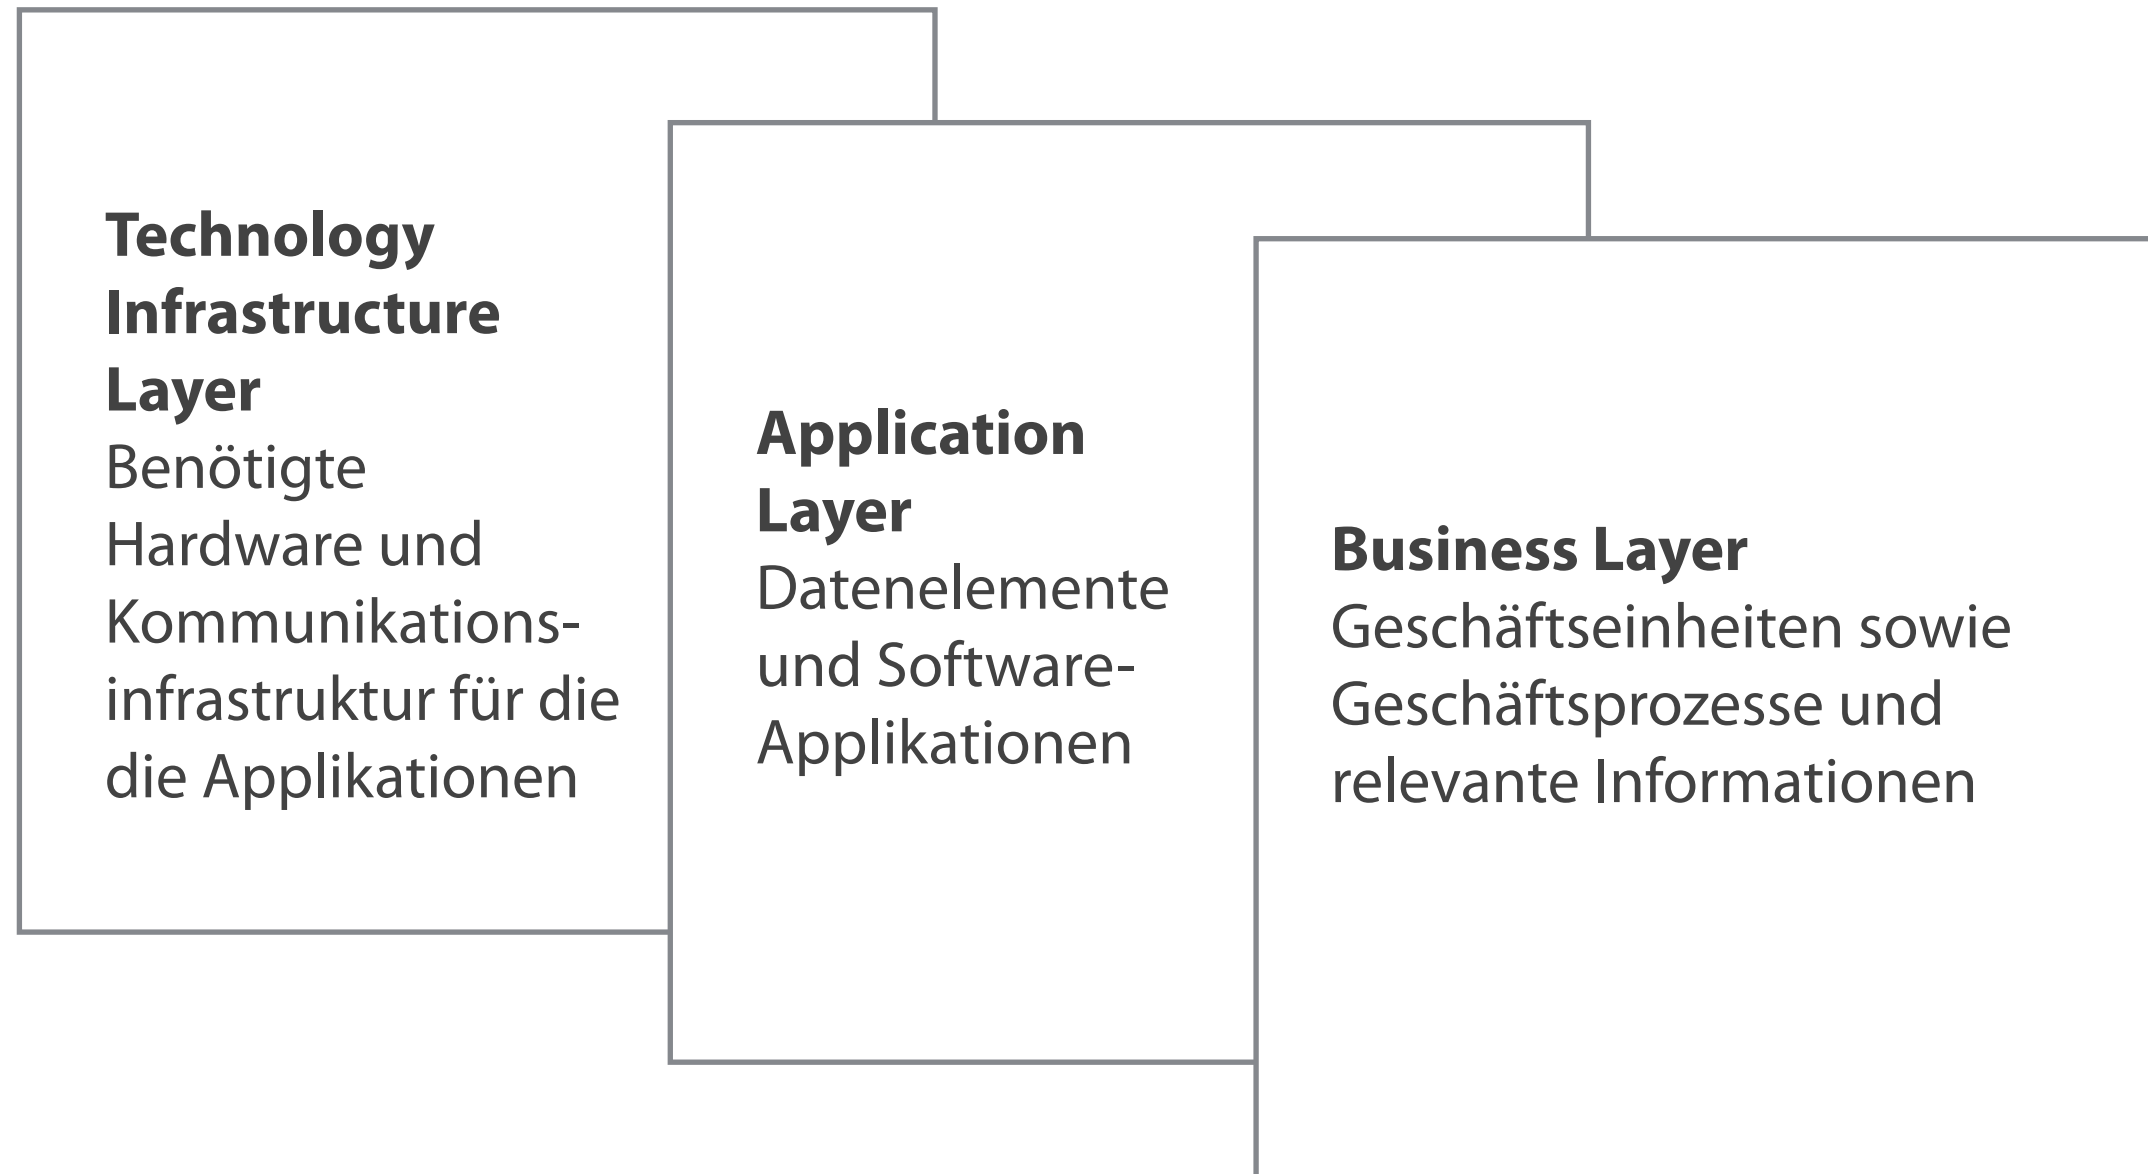 Technology
Infrastructure
Layer
Benötigte
Hardware und
Kommunikations-
infrastruktur für die
die Applikationen
Application
Layer
Datenelemente
und Software-
Applikationen
Business Layer
Geschäftseinheiten sowie
Geschäftsprozesse und
relevante Informationen